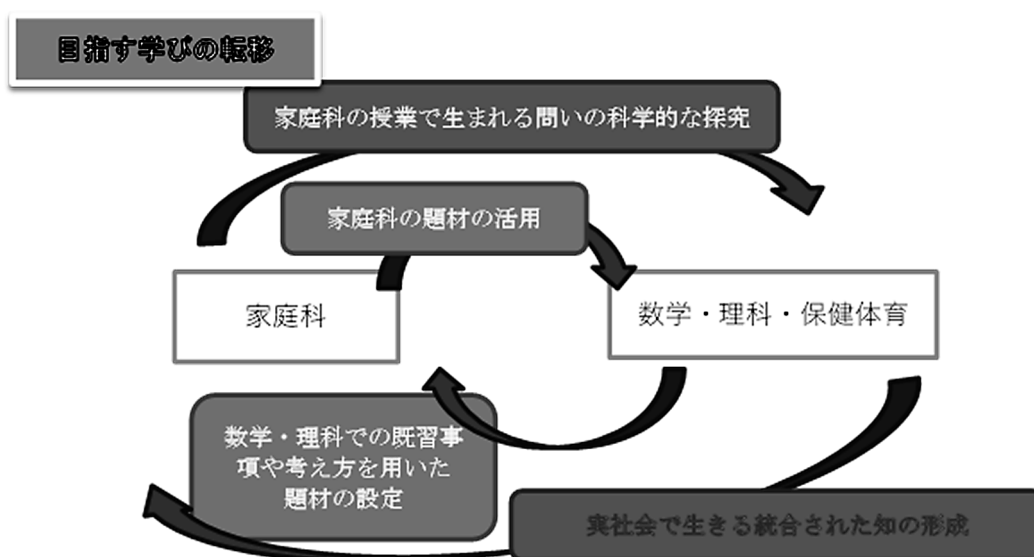 目指す学びの転移
家庭科の授業で生まれる問いの科学的な探究
家庭科の題材の活用
家庭科
数学・理科・保健体育
数学・理科での既習事
項や考え方を用いた
題材の設定
実社会で生きる統合された知の形成